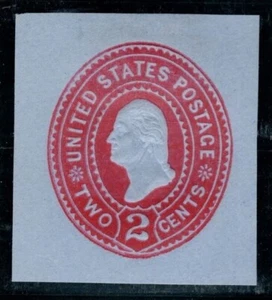 UNITED STATES POSTAGE
TWO 2 CENTS